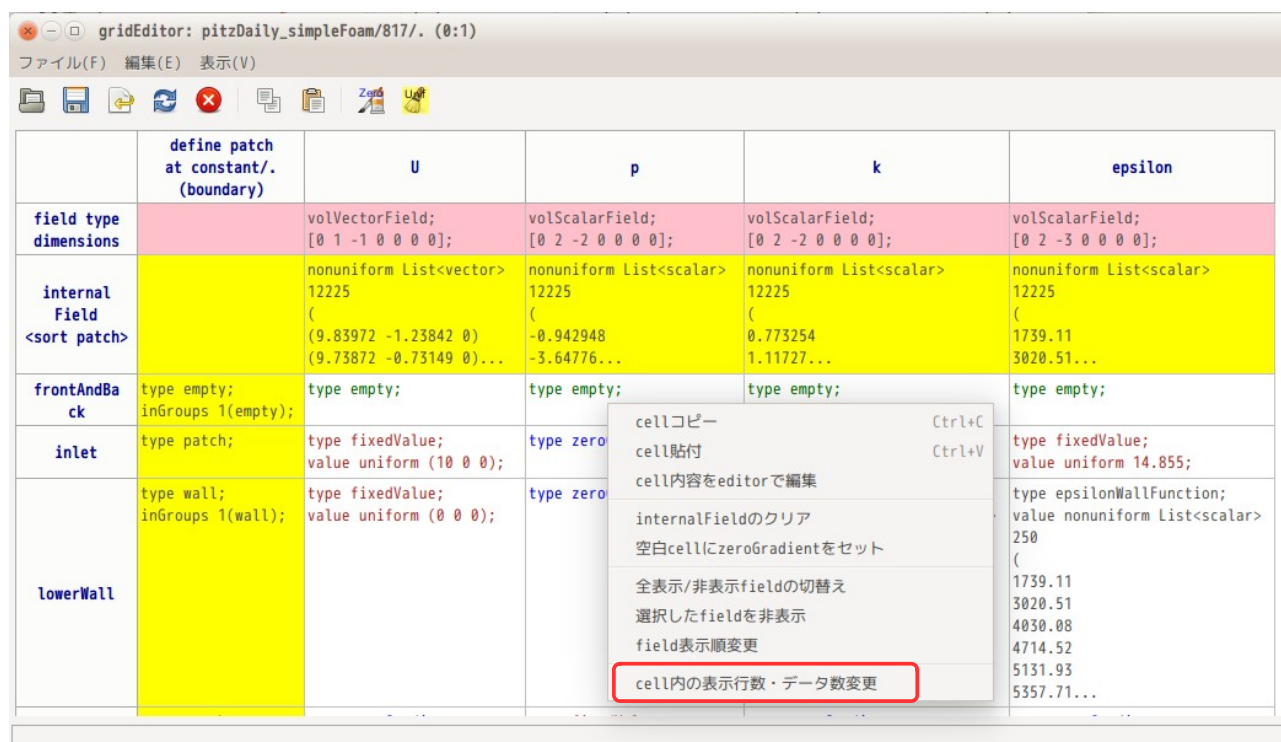 gridEditor: pitzDaily_simpleFoam/817/. (0:1)
ファイル(F) 編集(E) 表示(V)
Zero Unif
define patch
at constant/.
(boundary)
U
p
k
epsilon
field type
dimensions
volVectorField;
[0 1 -1 0 0 0 0];
volScalarField;
[0 2 -2 0 0 0 0];
volScalarField;
[0 2 -2 0 0 0 0];
volScalarField;
[0 2 -3 0 0 0 0];
internal
Field
<sort patch>
nonuniform List<vector>
12225
(
(9.83972 -1.23842 0)
(9.73872 -0.73149 0)...
nonuniform List<scalar>
12225
(
-0.942948
-3.64776...
nonuniform List<scalar>
12225
(
0.773254
1.11727...
nonuniform List<scalar>
12225
(
1739.11
3020.51...
frontAndBa
ck
type empty;
inGroups 1(empty);
type empty;
type empty;
type empty;
type empty;
inlet
type patch;
type fixedValue;
value uniform (10 0 0);
type zero
type fixedValue;
value uniform 14.855;
lowerWall
type wall;
inGroups 1(wall);
type fixedValue;
value uniform (0 0 0);
type zero
type epsilonWallFunction;
value nonuniform List<scalar>
250
(
1739.11
3020.51
4030.08
4714.52
5131.93
5357.71...
cellコピー Ctrl+C
cell貼付 Ctrl+V
cell内容をeditorで編集
internalFieldのクリア
空白cellにzeroGradientをセット
全表示/非表示fieldの切替え
選択したfieldを非表示
field表示順変更
cell内の表示行数・データ数変更